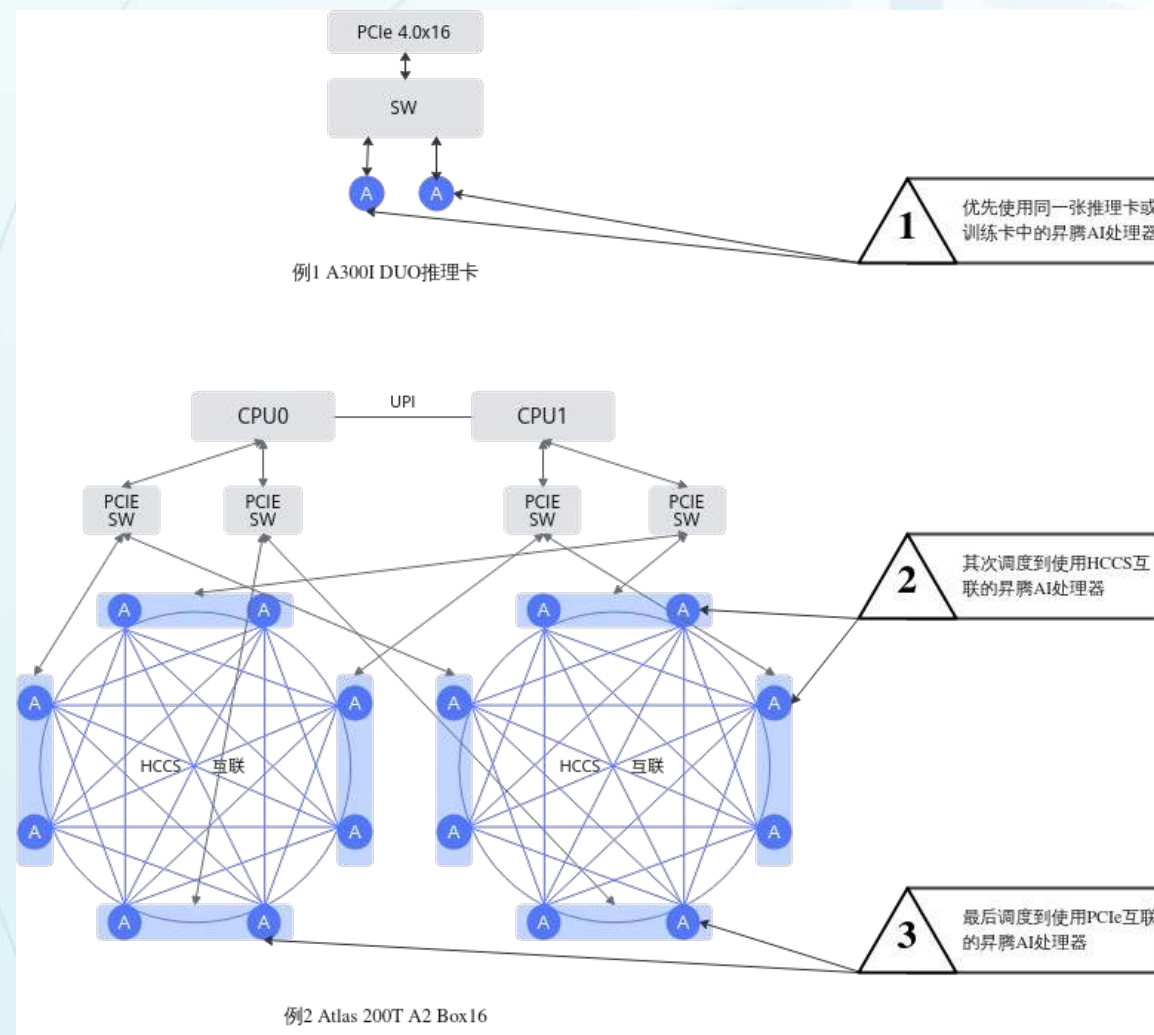 PCIe 4.0x16
SW
A
A
1
优先使用同一张推理卡或
训练卡中的昇腾AI处理器
例1 A300I DUO推理卡
CPU0
UPI
CPU1
PCIE
SW
PCIE
SW
PCIE
SW
PCIE
SW
2
其次调度到使用HCCS互
联的昇腾AI处理器
A
A
A
A
A
A
A
A
HCCS 互联
HCCS 互联
A
A
A
A
A
A
A
A
3
最后调度到使用PCIe互联
的昇腾AI处理器
例2 Atlas 200T A2 Box16